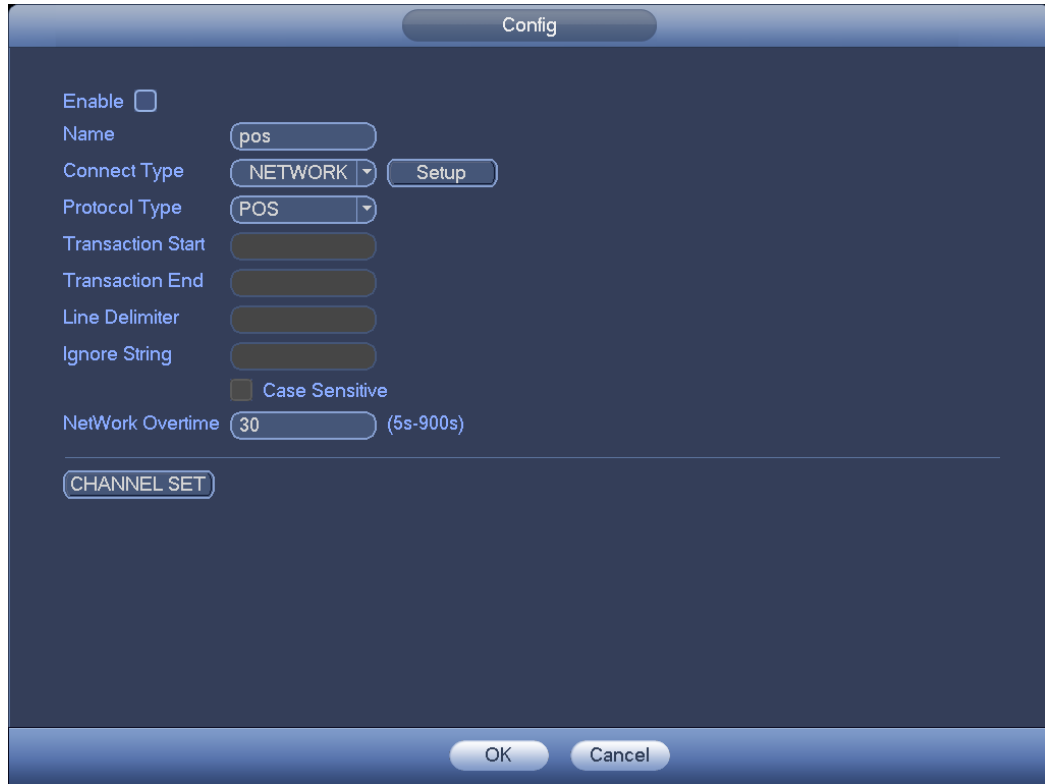 Config
Enable
Name pos
Connect Type NETWORK Setup
Protocol Type POS
Transaction Start
Transaction End
Line Delimiter
Ignore String
Case Sensitive
NetWork Overtime 30 (5s-900s)
CHANNEL SET
OK Cancel